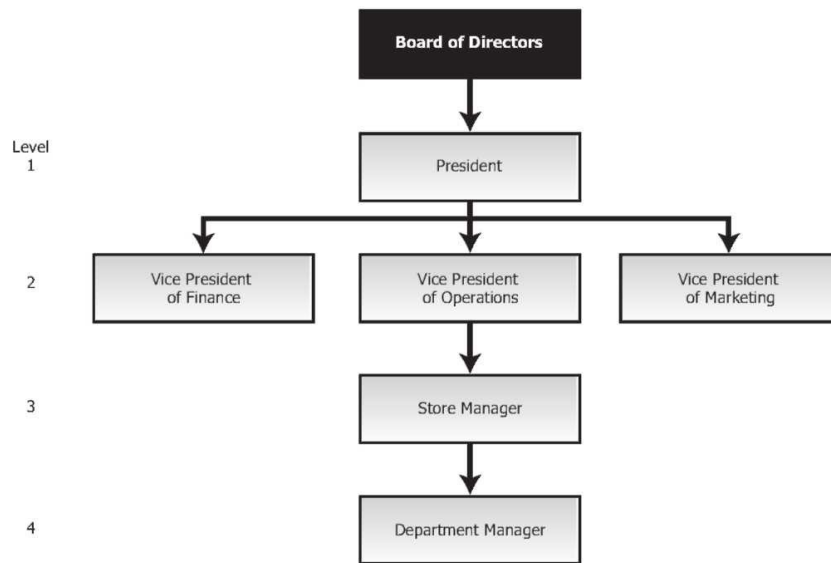 Board of Directors
Level
1
President
2
Vice President
of Finance
Vice President
of Operations
Vice President
of Marketing
3
Store Manager
4
Department Manager